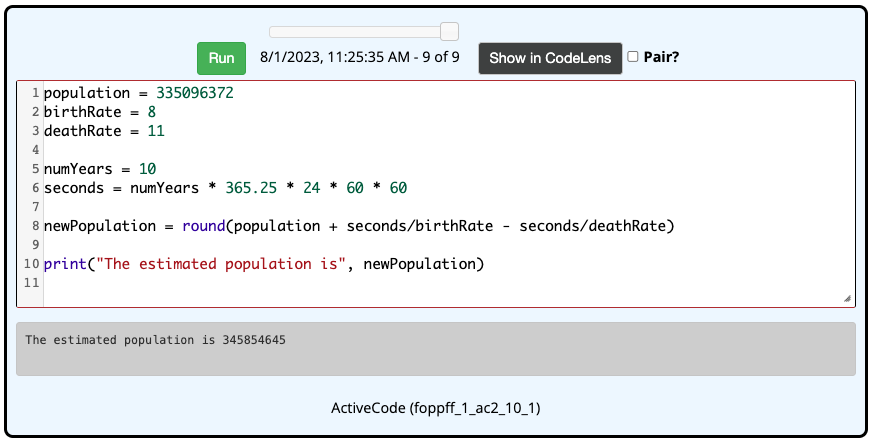 Run 8/1/2023, 11:25:35 AM - 9 of 9 Show in CodeLens Pair?
1 population = 335096372
2 birthRate = 8
3 deathRate = 11
4
5 numYears = 10
6 seconds = numYears * 365.25 * 24 * 60 * 60
7
8 newPopulation = round(population + seconds/birthRate - seconds/deathRate)
9
10 print("The estimated population is", newPopulation)
11
The estimated population is 345854645
ActiveCode (foppff_1_ac2_10_1)